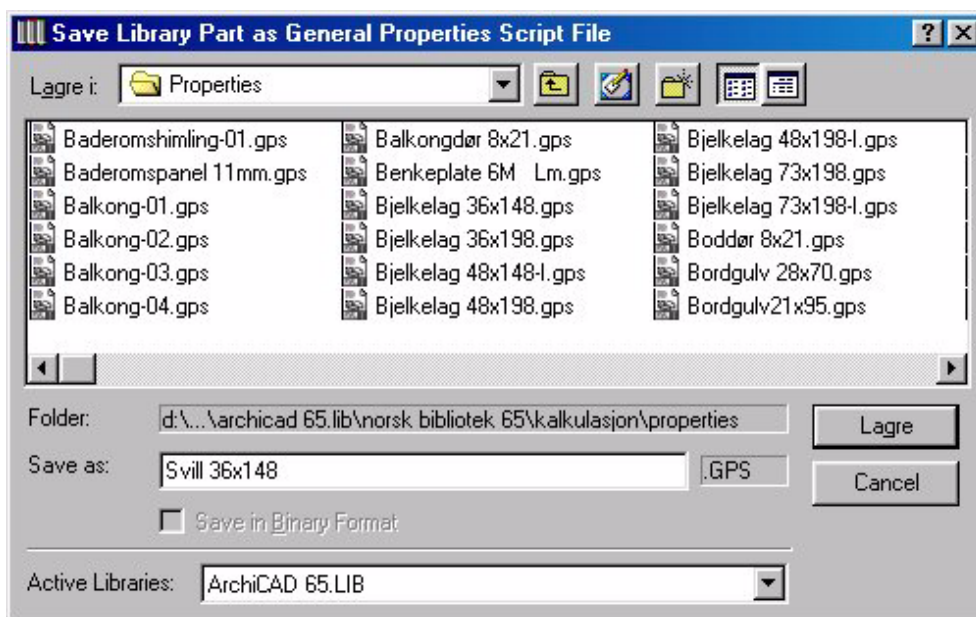 Save Library Part as General Properties Script File
Lagre i: Properties
Baderomshimling-01.gps
Baderomspanel 11mm.gps
Balkong-01.gps
Balkong-02.gps
Balkong-03.gps
Balkong-04.gps
Balkongdør 8x21.gps
Benkeplate 6M Lm.gps
Bjelkelag 36x148.gps
Bjelkelag 36x198.gps
Bjelkelag 48x148-I.gps
Bjelkelag 48x198.gps
Bjelkelag 48x198-I.gps
Bjelkelag 73x198.gps
Bjelkelag 73x198-I.gps
Boddør 8x21.gps
Bordgulv 28x70.gps
Bordgulv21x95.gps
Folder: d:\...\archicad 65.lib\norsk bibliotek 65\kalkulasjon\properties
Lagre
Save as: Svill 36x148 .GPS
Cancel
Save in Binary Format
Active Libraries: ArchiCAD 65.LIB